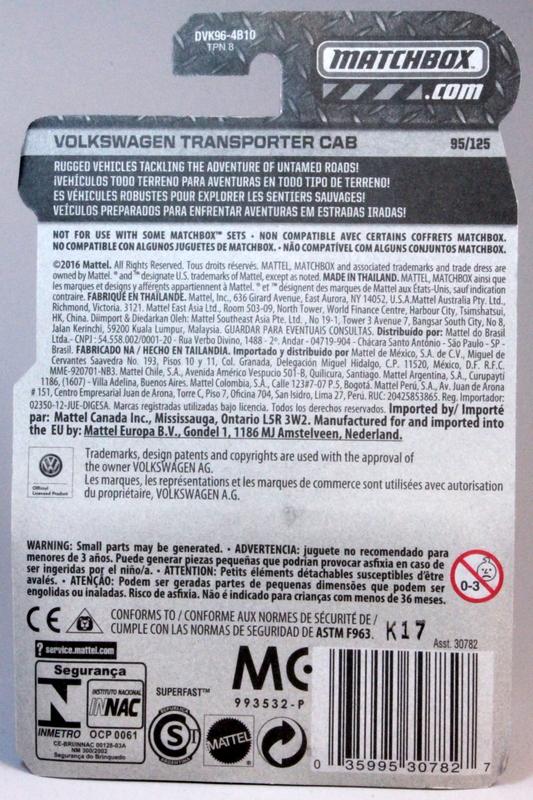 DVK96-4B10
TPN 8
MATCHBOX
.com
VOLKSWAGEN TRANSPORTER CAB 95/125
RUGGED VEHICLES TACKLING THE ADVENTURE OF UNTAMED ROADS!
¡VEHÍCULOS TODO TERRENO PARA AVENTURAS EN TODO TIPO DE TERRENO!
ES VÉHICULES ROBUSTES POUR EXPLORER LES SENTIERS SAUVAGES!
VEÍCULOS PREPARADOS PARA ENFRENTAR AVENTURAS EM ESTRADAS IRADAS!
NOT FOR USE WITH SOME MATCHBOX™ SETS • NON COMPATIBLE AVEC CERTAINS COFFRETS MATCHBOX.
NO COMPATIBLE CON ALGUNOS JUGUETES DE MATCHBOX. • NÃO COMPATÍVEL COM ALGUNS CONJUNTOS MATCHBOX.
©2016 Mattel. All Rights Reserved. Tous droits réservés. MATTEL, MATCHBOX and associated trademarks and trade dress are
owned by Mattel. ® and ™ designate U.S. trademarks of Mattel, except as noted. MADE IN THAILAND. MATTEL, MATCHBOX ainsi que
les marques et designs y afférents appartiennent à Mattel. ® et ™ désignent des marques de Mattel aux États-Unis, sauf indication
contraire. FABRIQUÉ EN THAÏLANDE. Mattel, Inc., 636 Girard Avenue, East Aurora, NY 14052, U.S.A. Mattel Australia Pty. Ltd.,
Richmond, Victoria. 3121. Mattel East Asia Ltd., Room 503-09, North Tower, World Finance Centre, Harbour City, Tsimshatsui,
HK, China. Diimport & Diedarkan Oleh: Mattel Southeast Asia Pte. Ltd., No 19-1, Tower 3 Avenue 7, Bangsar South City, No 8,
Jalan Kerinchi, 59200 Kuala Lumpur, Malaysia. GUARDAR PARA EVENTUAIS CONSULTAS. Distribuído por: Mattel do Brasil
Ltda. - CNPJ : 54.558.002/0001-20 - Rua Verbo Divino, 1488 - 2º. Andar - 04719-904 - Chácara Santo Antônio - São Paulo - SP -
Brasil. FABRICADO NA / HECHO EN TAILANDIA. Importado y distribuido por Mattel de México, S.A. de C.V., Miguel de
Cervantes Saavedra No. 193, Pisos 10 y 11, Col. Granada, Delegación Miguel Hidalgo, C.P. 11520, México, D.F. R.F.C.
MME-920701-NB3. Mattel Chile, S.A., Avenida Américo Vespucio 501-B, Quilicura, Santiago. Mattel Argentina, S.A., Curupaytí
1186, (1607) - Villa Adelina, Buenos Aires. Mattel Colombia, S.A., Calle 123#7-07 P.5, Bogotá. Mattel Perú, S.A., Av. Juan de Arona
# 151, Centro Empresarial Juan de Arona, Torre C, Piso 7, Oficina 704, San Isidro, Lima 27, Perú. RUC: 20425853865. Reg. Importador:
02350-12-JUE-DIGESA. Marcas registradas utilizadas bajo licencia. Todos los derechos reservados. Imported by/ Importé
par: Mattel Canada Inc., Mississauga, Ontario L5R 3W2. Manufactured for and imported into
the EU by: Mattel Europa B.V., Gondel 1, 1186 MJ Amstelveen, Nederland.
Official
Licensed Product
Trademarks, design patents and copyrights are used with the approval of
the owner VOLKSWAGEN AG.
Les marques, les représentations et les marques de commerce sont utilisées avec autorisation
du propriétaire, VOLKSWAGEN A.G.
WARNING: Small parts may be generated. • ADVERTENCIA: juguete no recomendado para
menores de 3 años. Puede generar piezas pequeñas que podrían provocar asfixia en caso de
ser ingeridas por el niño/a. • ATTENTION: Petits éléments détachables susceptibles d'être
avalés. • ATENÇÃO: Podem ser geradas partes de pequenas dimensões que podem ser
engolidas ou inaladas. Risco de asfixia. Não é indicado para crianças com menos de 36 meses.
0-3
CE
CONFORMS TO / CONFORME AUX NORMES DE SÉCURITÉ DE /
CUMPLE CON LAS NORMAS DE SEGURIDAD DE ASTM F963.
K17
Asst. 30782
? service.mattel.com
Segurança
INMETRO
INSTITUTO NACIONAL
INNAC
OCP 0061
CE-BRI/INNAC 00128-03A
NM 300/2002
Segurança do Brinquedo
SUPERFAST™
993532-P
REPUBLICA
S
ARGENTINA
MATTEL
0 35995 30782 7